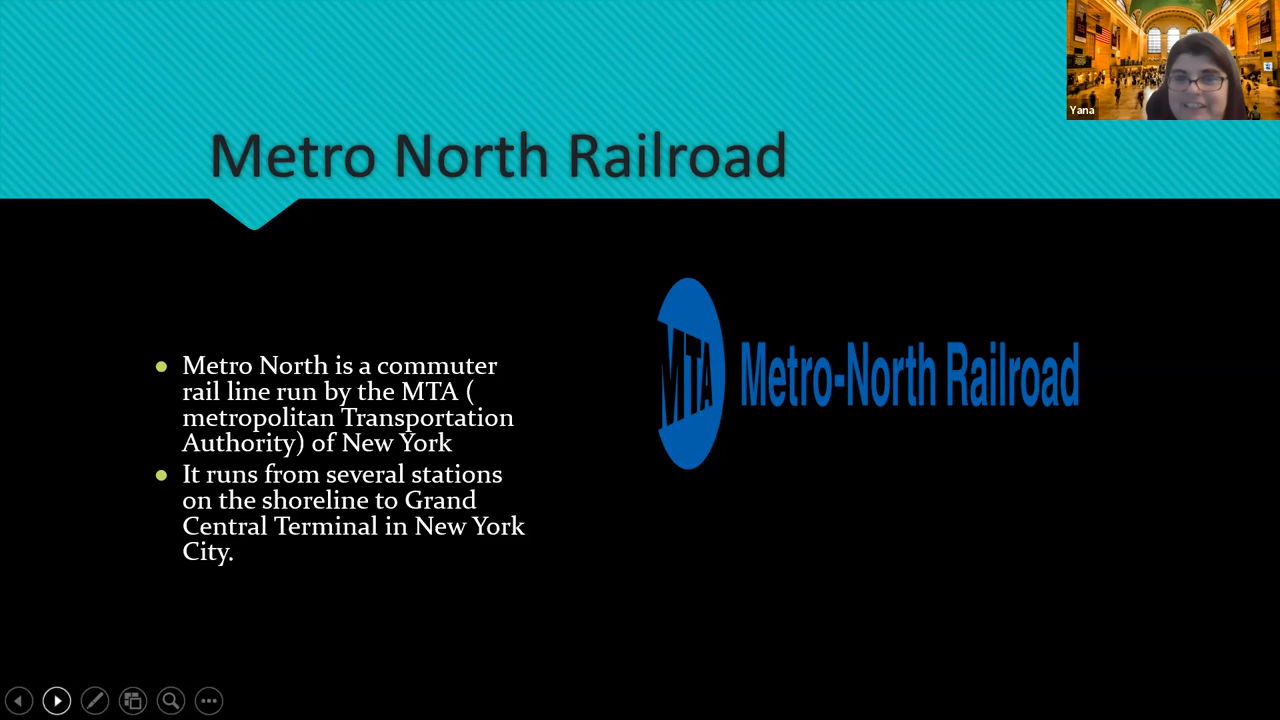 Yana
Metro North Railroad
Metro North is a commuter
rail line run by the MTA (
metropolitan Transportation
Authority) of New York
It runs from several stations
on the shoreline to Grand
Central Terminal in New York
City.
MTA Metro-North Railroad